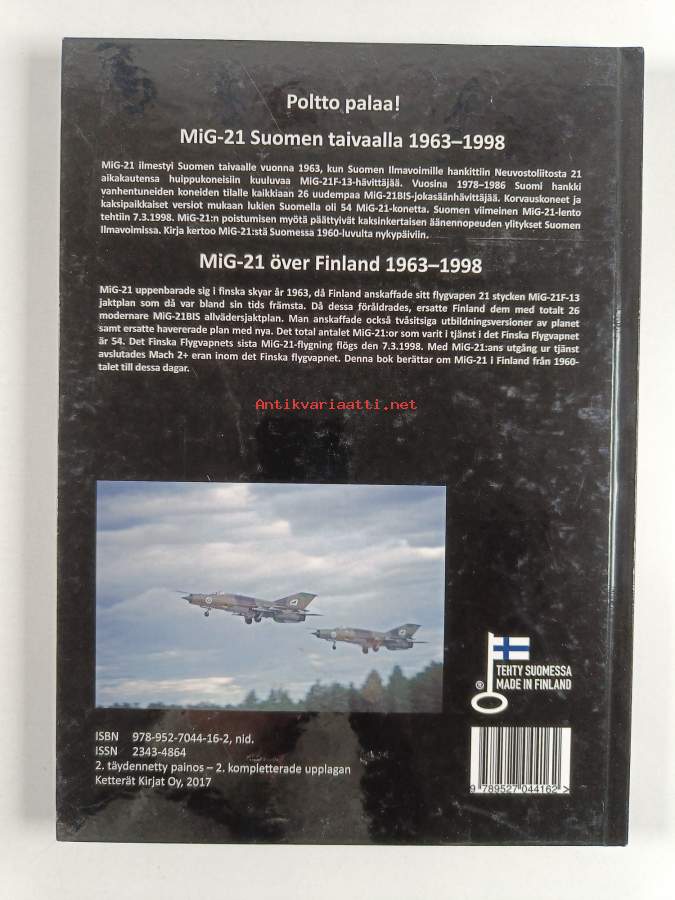 Poltto palaa!
MiG-21 Suomen taivaalla 1963–1998
MiG-21 ilmestyi Suomen taivaalle vuonna 1963, kun Suomen Ilmavoimille hankittiin Neuvostoliitosta 21
aikakautensa huippukoneisiin kuuluvaa MiG-21F-13-hävittäjää. Vuosina 1978–1986 Suomi hankki
vanhentuneiden koneiden tilalle kaikkiaan 26 uudempaa MiG-21BIS-jokasäänhävittäjää. Korvauskoneet ja
kaksipaikkaiset versiot mukaan lukien Suomella oli 54 MiG-21-konetta. Suomen viimeinen MiG-21-lento
tehtiin 7.3.1998. MiG-21:n poistumisen myötä päättyivät kaksinkertaisen äänennopeuden ylitykset Suomen
Ilmavoimissa. Kirja kertoo MiG-21:stä Suomessa 1960-luvulta nykypäiviin.
MiG-21 över Finland 1963–1998
MiG-21 uppenbarade sig i finska skyar år 1963, då Finland anskaffade sitt flygvapen 21 stycken MiG-21F-13
jaktplan som då var bland sin tids främsta. Då dessa föråldrades, ersatte Finland dem med totalt 26
modernare MiG-21BIS allvädersjaktplan. Man anskaffade också tvåsitsiga utbildningsversioner av planet
samt ersatte havererade plan med nya. Det total antalet MiG-21:or som varit i tjänst i det Finska Flygvapnet
är 54. Det Finska Flygvapnets sista MiG-21-flygning flögs den 7.3.1998. Med MiG-21:ans utgång ur tjänst
avslutades Mach 2+ eran inom det Finska flygvapnet. Denna bok berättar om MiG-21 i Finland från 1960-
talet till dessa dagar.
Antikvariaatti.net
® TEHTY SUOMESSA
MADE IN FINLAND
ISBN 978-952-7044-16-2, nid.
ISSN 2343-4864
2. täydennetty painos – 2. kompletterade upplagan
Ketterät Kirjat Oy, 2017
9 789527 044162 >